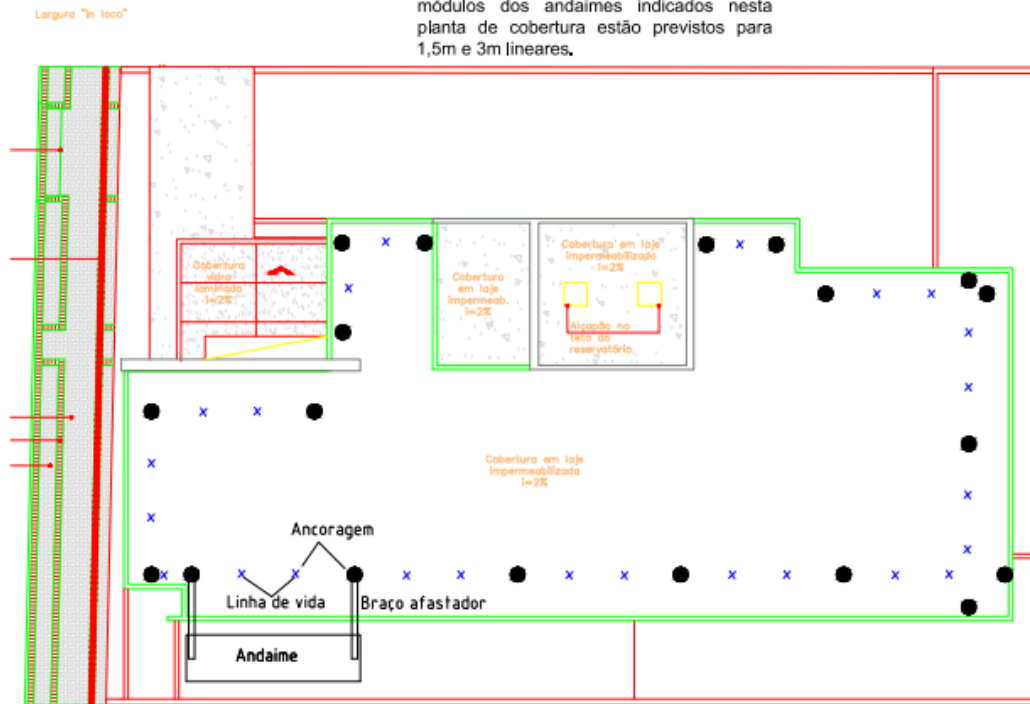 módulos dos andaimes indicados nesta
planta de cobertura estão previstos para
1,5m e 3m lineares.
Largura "in loco"
Cobertura em laje
impermeabilizada
i=2%
Cobertura
vidro
laminado
i=2%
Cobertura
em laje
impermeab.
i=2%
Alçapão no
teto do
reservatório
Cobertura em laje
impermeabilizada
i=2%
Ancoragem
Linha de vida
Braço afastador
Andaime